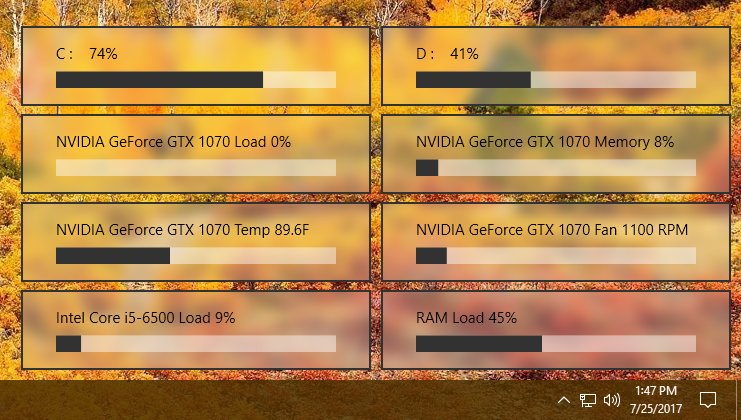 C :    74%
D :    41%
NVIDIA GeForce GTX 1070 Load 0%
NVIDIA GeForce GTX 1070 Memory 8%
NVIDIA GeForce GTX 1070 Temp 89.6F
NVIDIA GeForce GTX 1070 Fan 1100 RPM
Intel Core i5-6500 Load 9%
RAM Load 45%
1:47 PM
7/25/2017